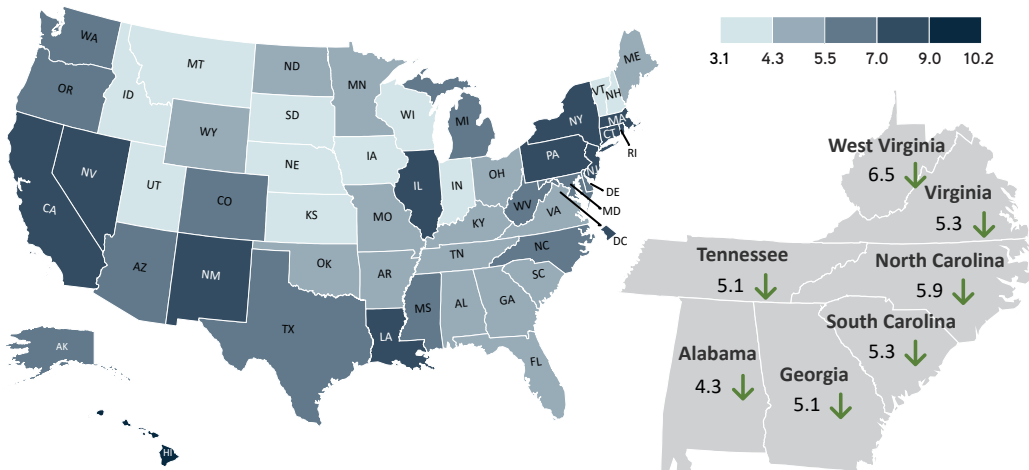 3.1 4.3 5.5 7.0 9.0 10.2
WA
OR
CA
NV
ID
MT
WY
UT
CO
AZ
NM
ND
SD
NE
KS
OK
TX
MN
IA
MO
AR
LA
WI
IL
IN
MI
OH
KY
TN
MS
AL
GA
FL
SC
NC
VA
WV
PA
NY
VT
NH
ME
MA
CT
RI
NJ
DE
MD
DC
AK
HI
West Virginia
6.5
Virginia
5.3
Tennessee
5.1
North Carolina
5.9
South Carolina
5.3
Alabama
4.3
Georgia
5.1